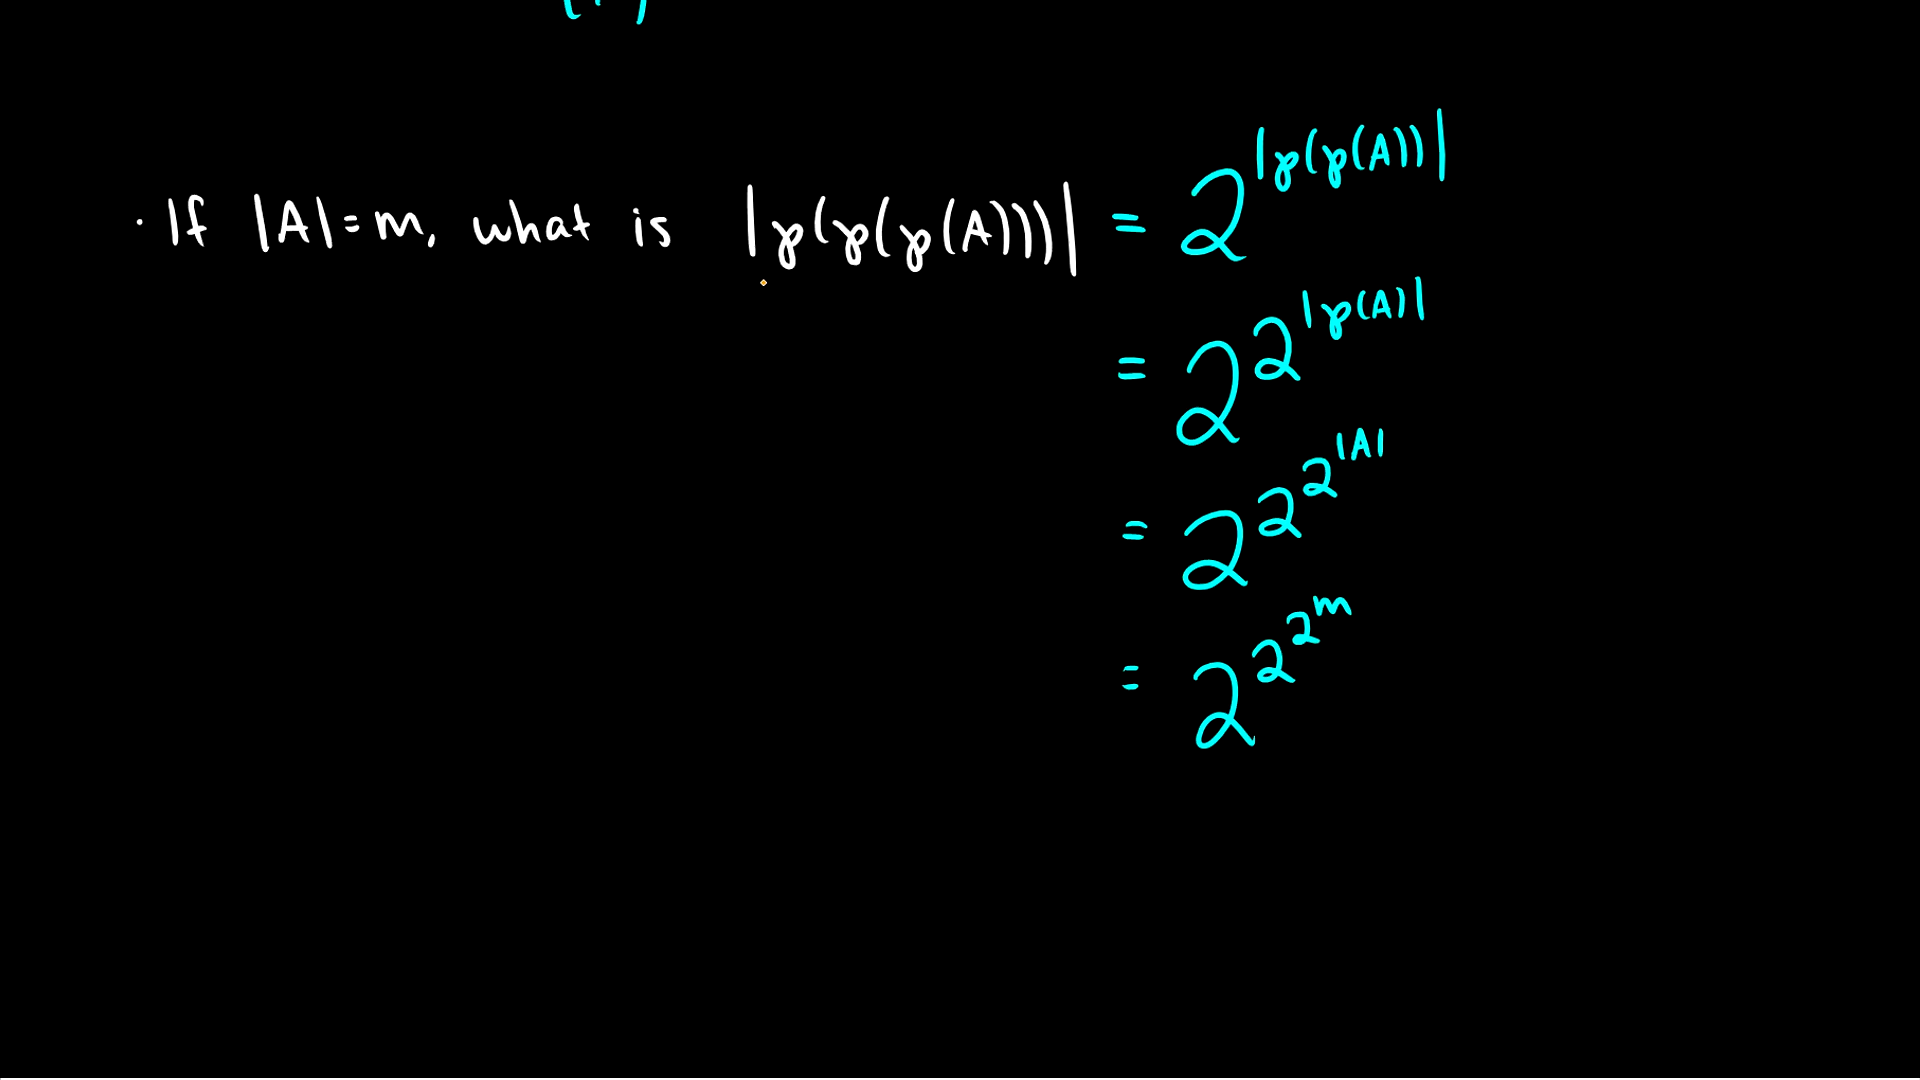 · If |A|=m, what is |℘(℘(℘(A)))| = 2^{|℘(℘(A))|}
= 2^{2^{|℘(A)|}}
= 2^{2^{2^{|A|}}}
= 2^{2^{2^{m}}}